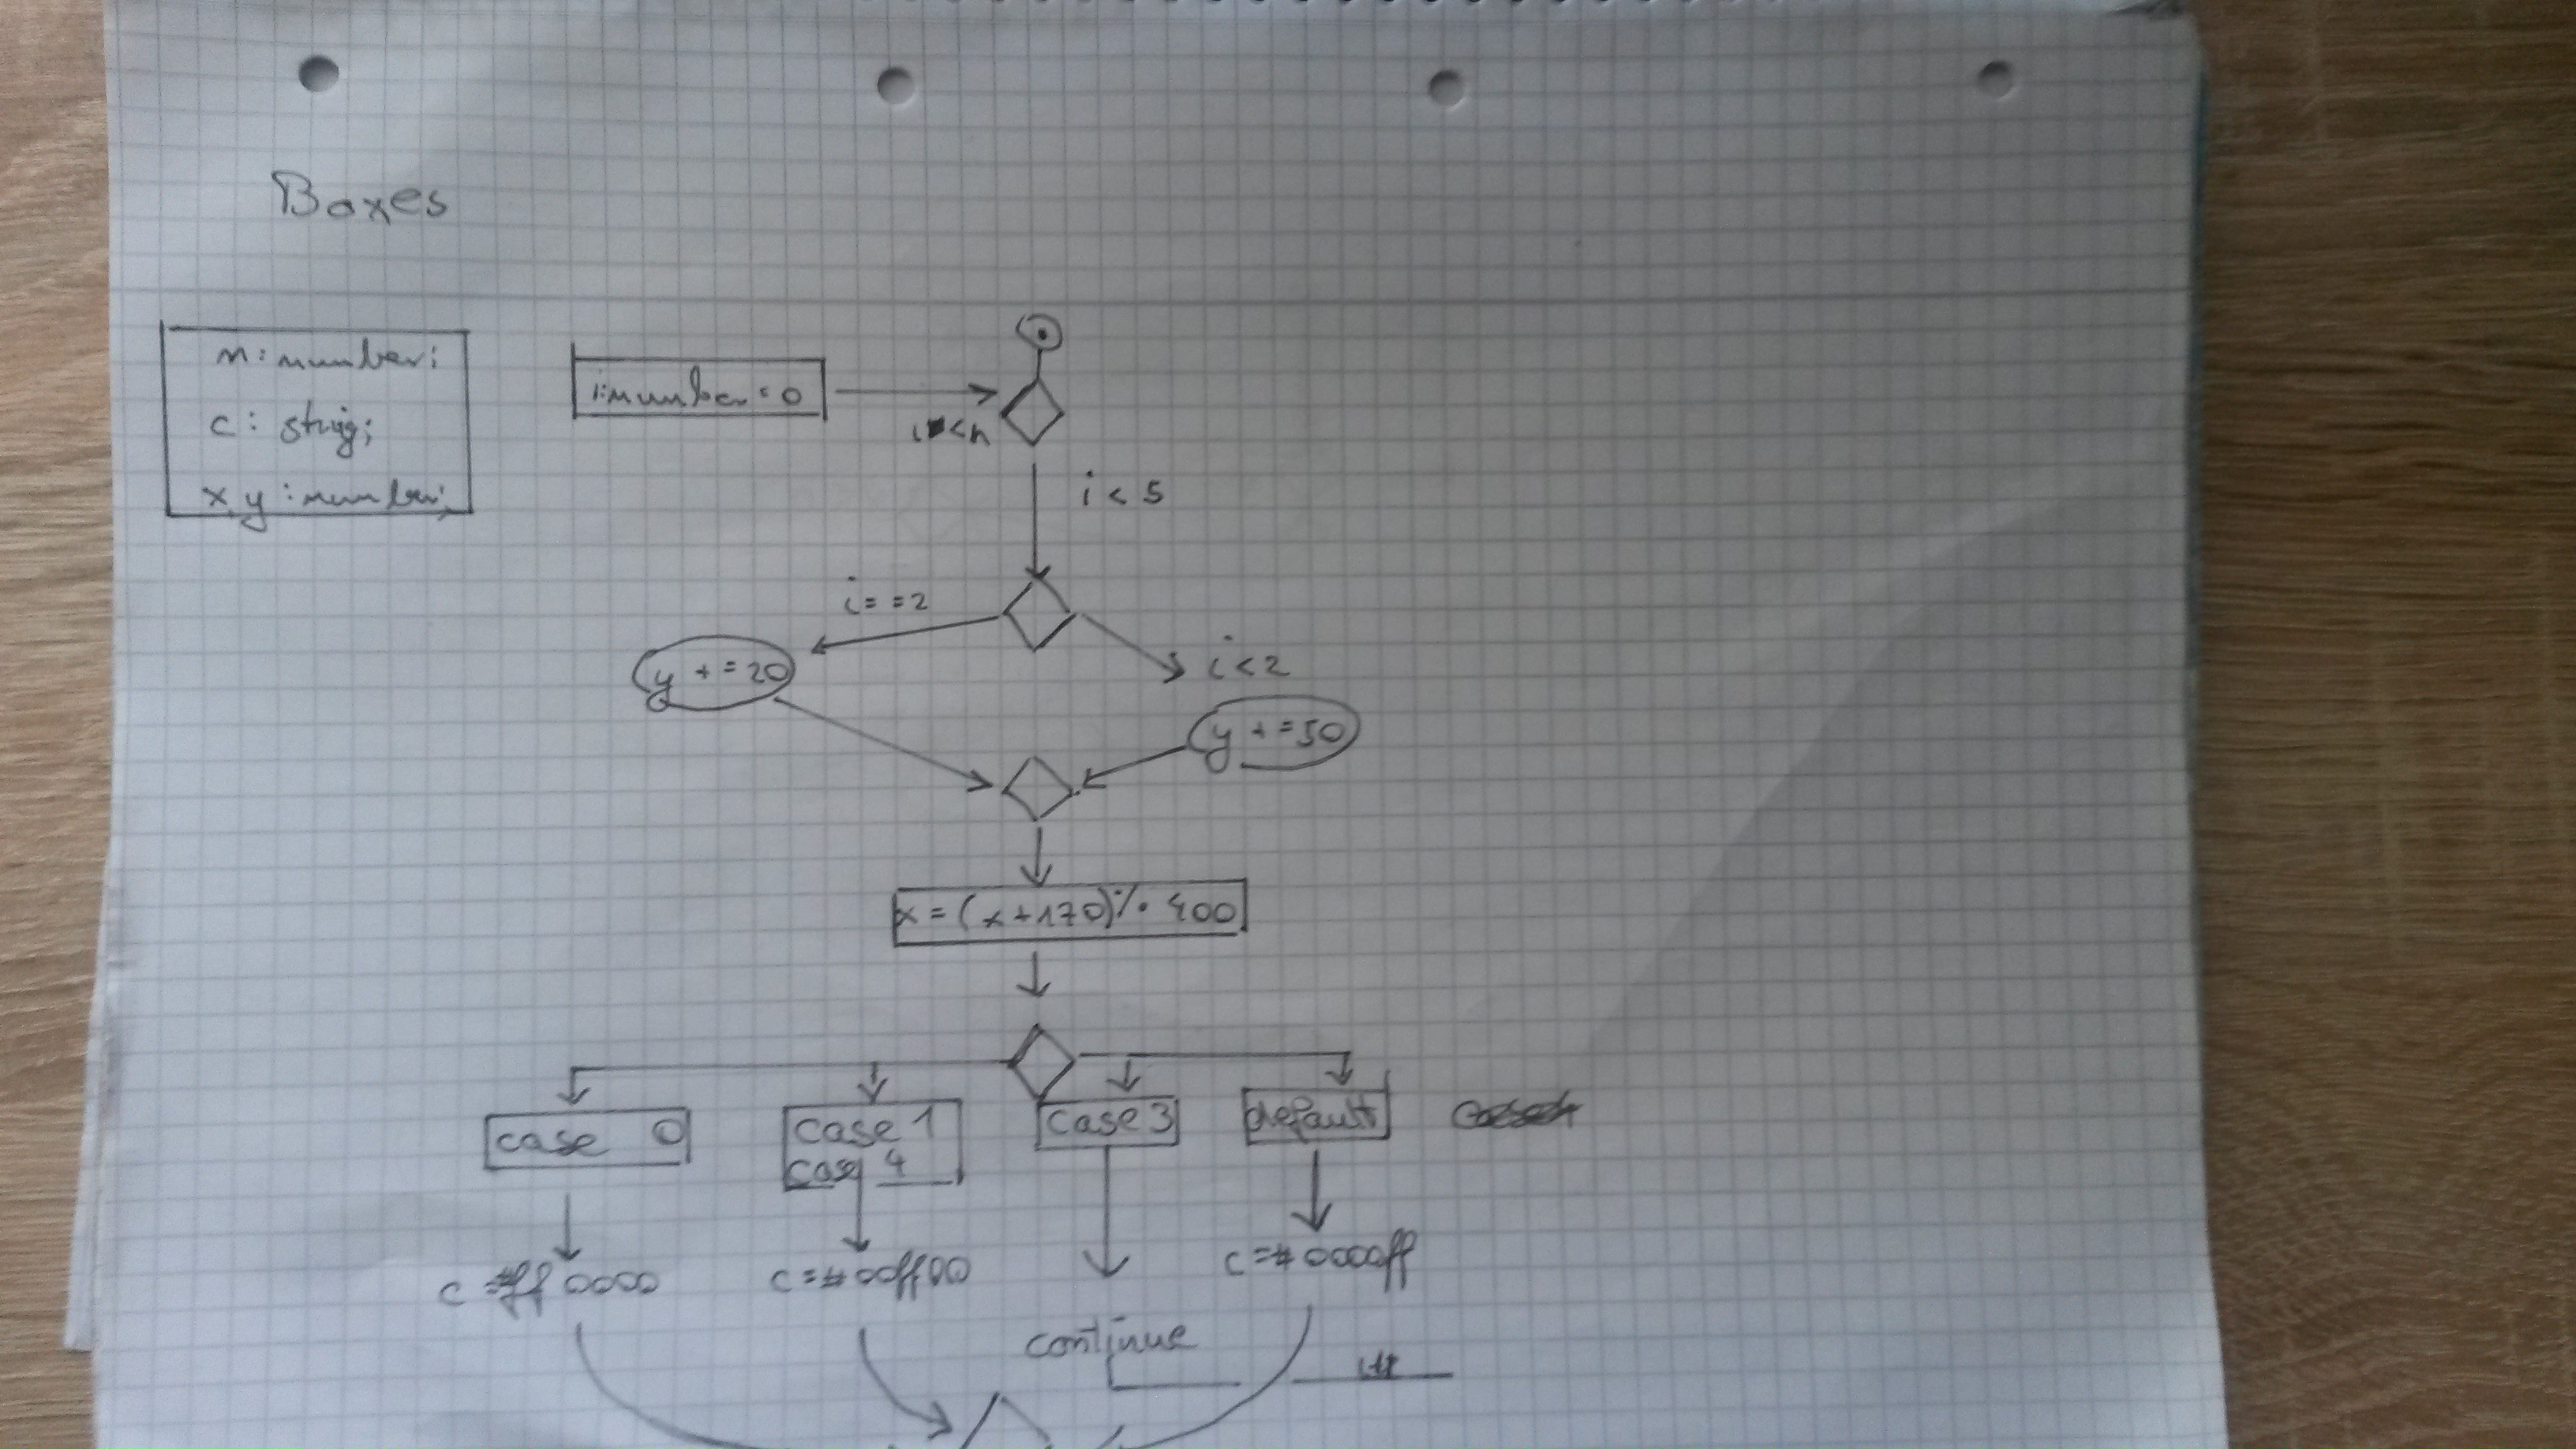 Boxes
n: number;
c: string;
x,y: number;
i: number = 0
i < n
i < 5
i == 2
i < 2
y += 20
y += 50
x = (x + 170) % 400
case 0
case 1
case 4
case 3
default
c = #ff0000
c = #00ff00
c = #0000ff
continue